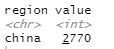 region value
<chr> <int>
china 2770